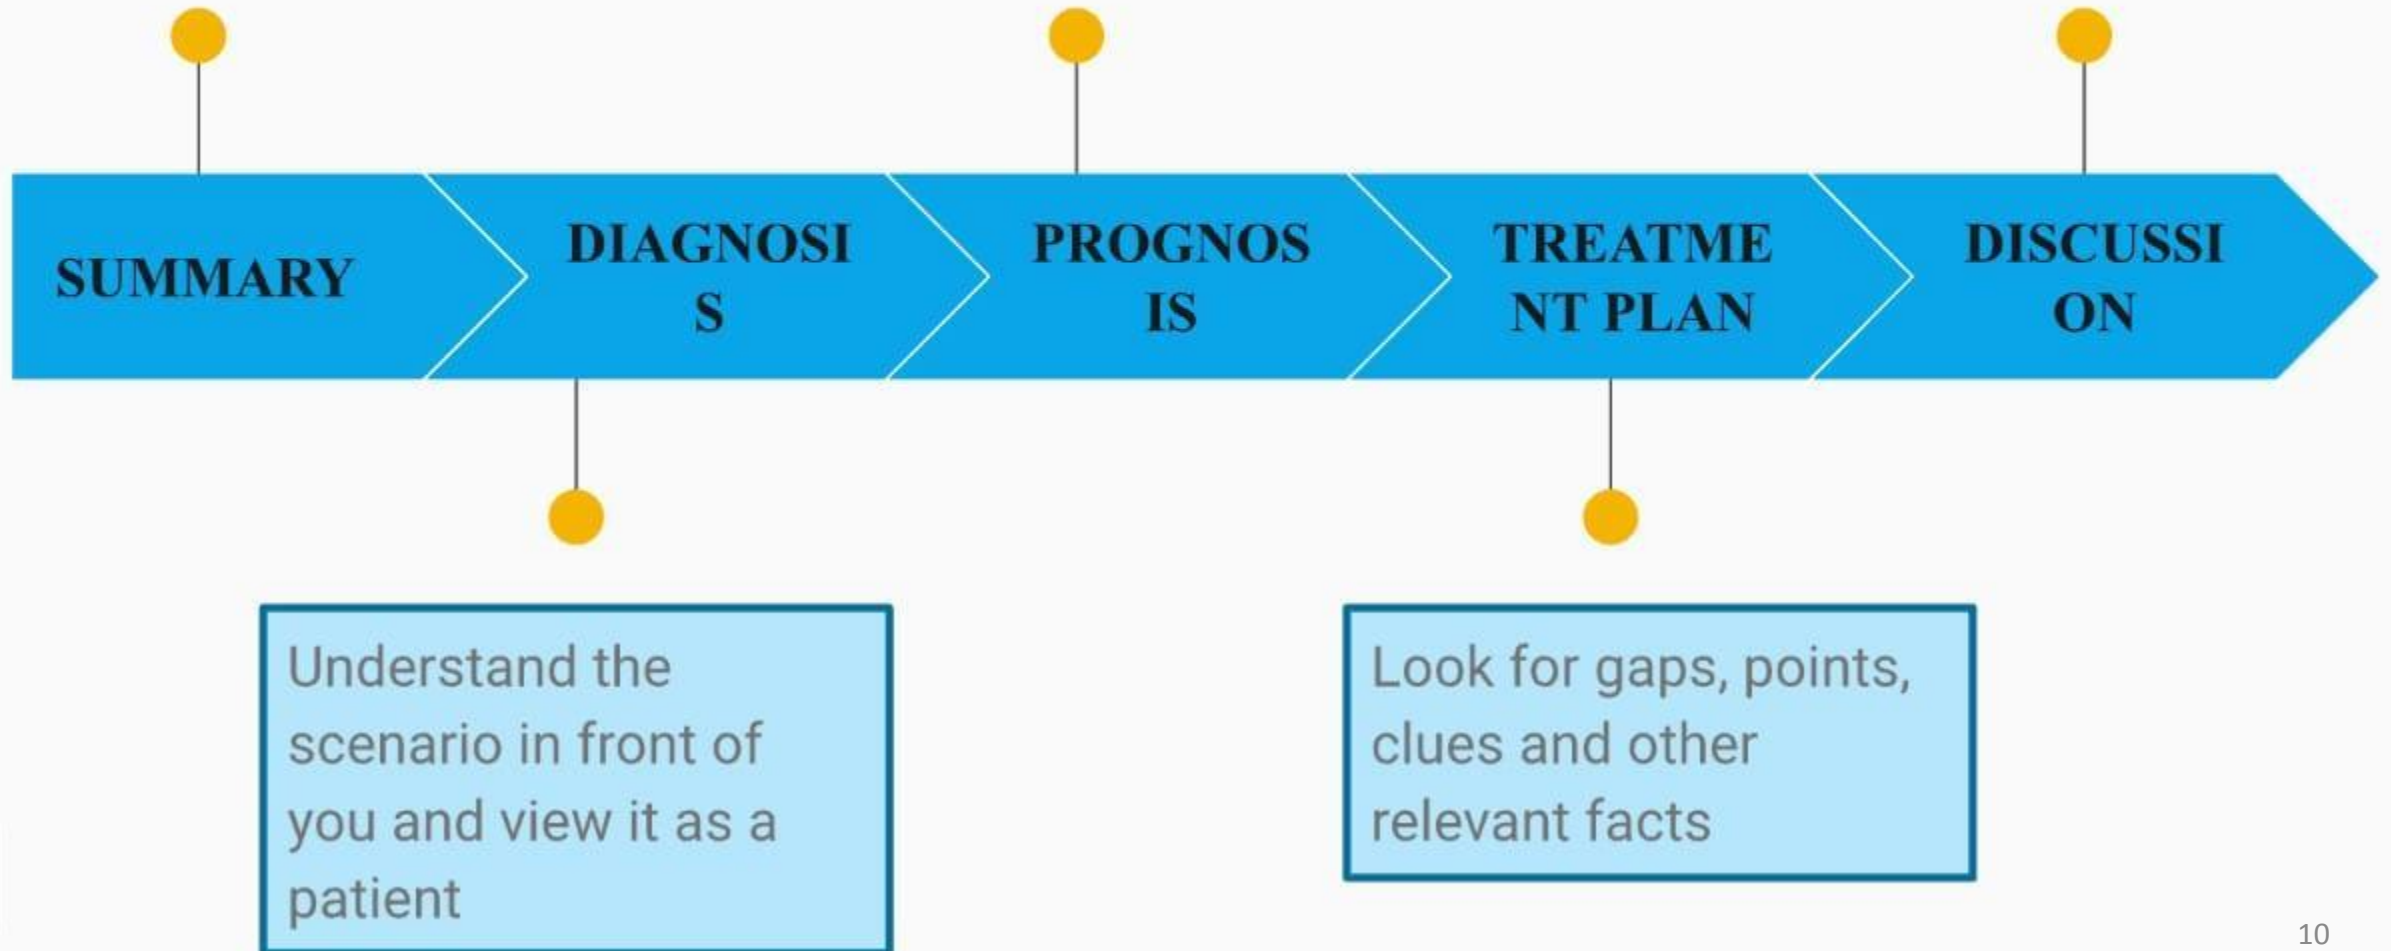 SUMMARY
DIAGNOSI
S
PROGNOS
IS
TREATME
NT PLAN
DISCUSSI
ON
Understand the
scenario in front of
you and view it as a
patient
Look for gaps, points,
clues and other
relevant facts
10